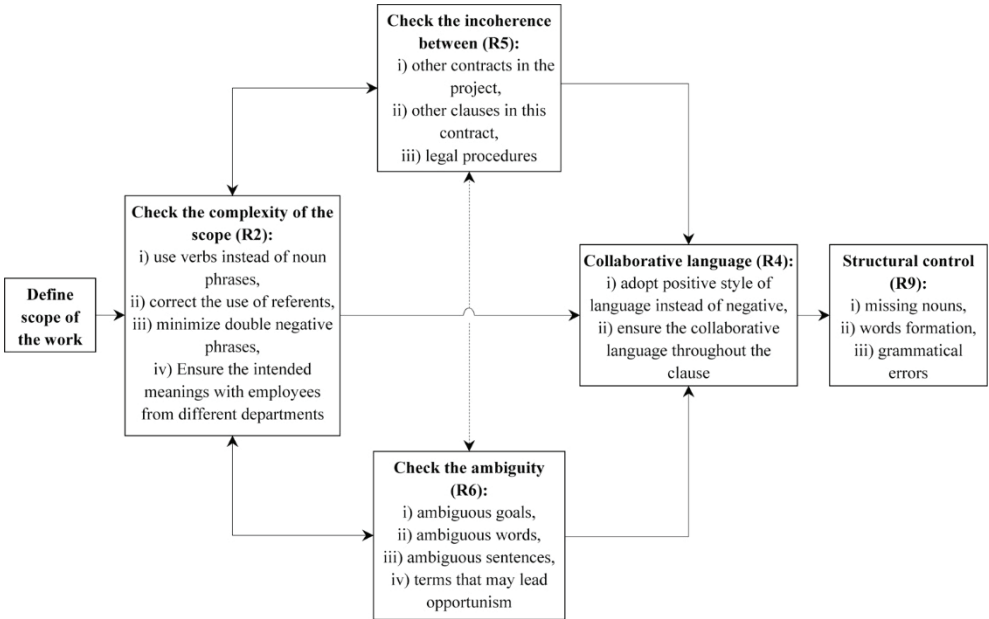 Define
scope of
the work
Check the complexity of the
scope (R2):
i) use verbs instead of noun
phrases,
ii) correct the use of referents,
iii) minimize double negative
phrases,
iv) Ensure the intended
meanings with employees
from different departments
Check the incoherence
between (R5):
i) other contracts in the
project,
ii) other clauses in this
contract,
iii) legal procedures
Check the ambiguity
(R6):
i) ambiguous goals,
ii) ambiguous words,
iii) ambiguous sentences,
iv) terms that may lead
opportunism
Collaborative language (R4):
i) adopt positive style of
language instead of negative,
ii) ensure the collaborative
language throughout the
clause
Structural control
(R9):
i) missing nouns,
ii) words formation,
iii) grammatical
errors